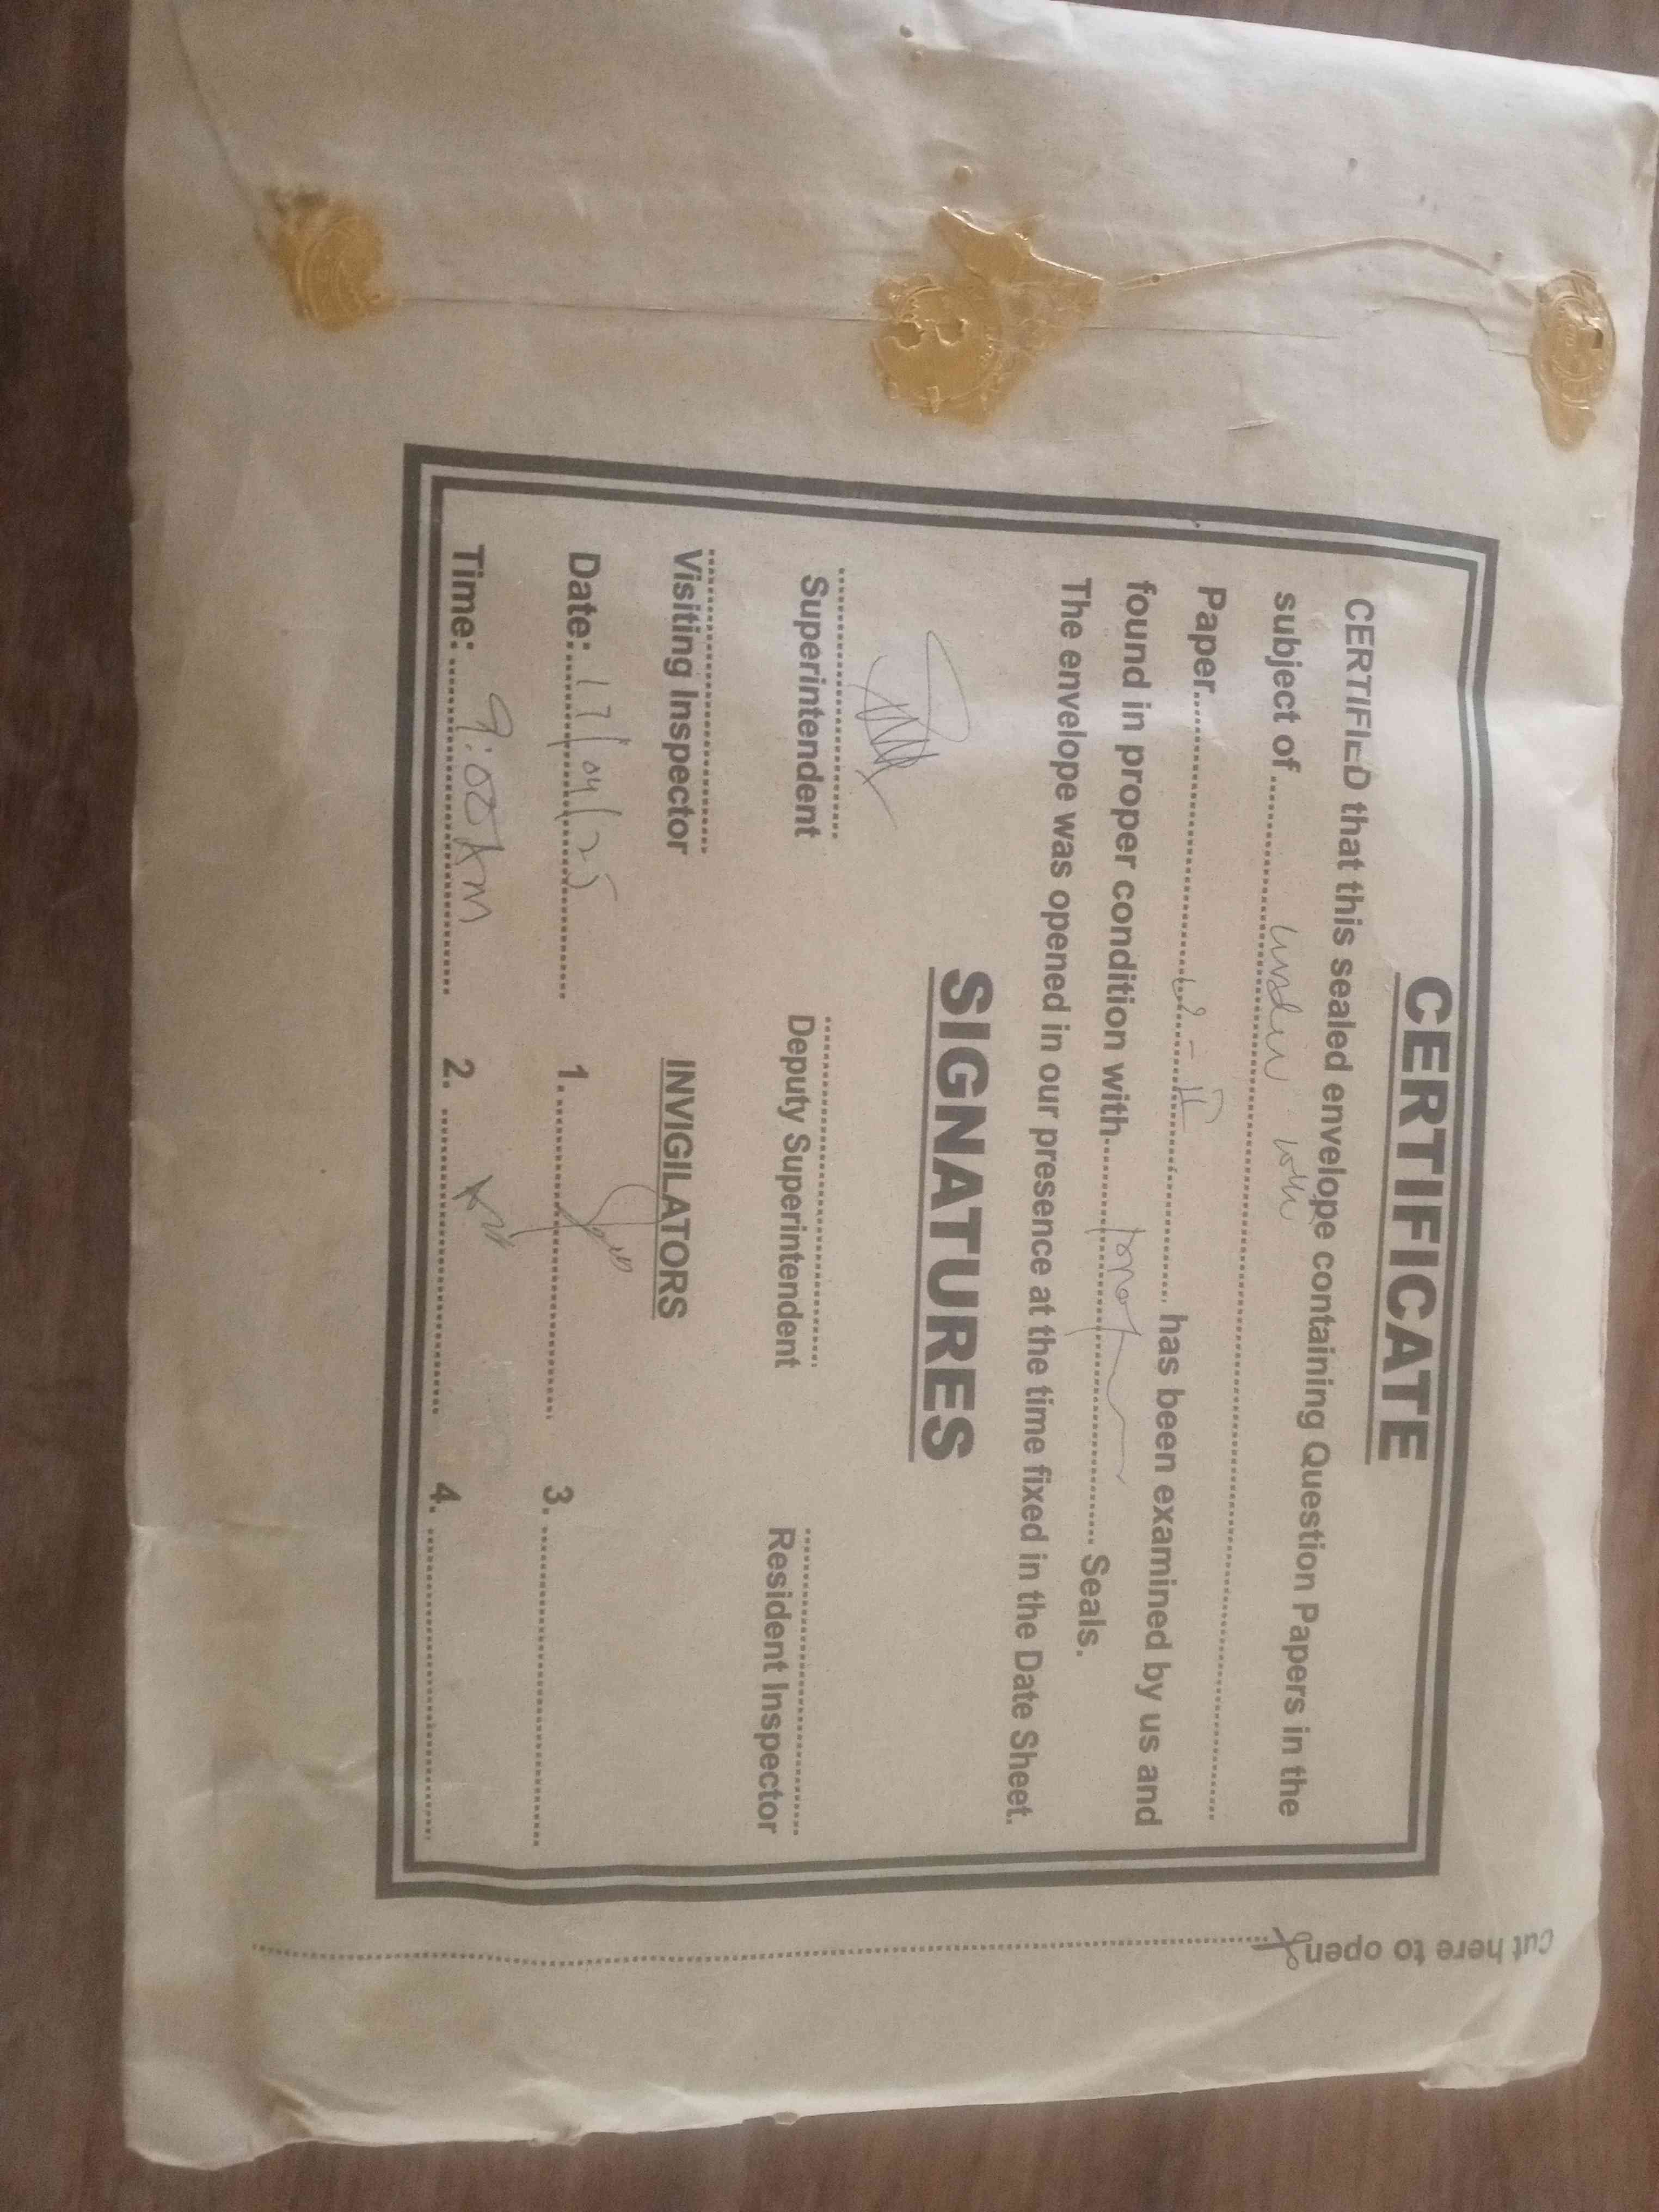 CERTIFICATE
CERTIFIED that this sealed envelope containing Question Papers in the
subject of ..............................
Paper .............................. has been examined by us and
found in proper condition with .............................. Seals.
The envelope was opened in our presence at the time fixed in the Date Sheet.
SIGNATURES
Superintendent Deputy Superintendent Resident Inspector
Visiting Inspector INVIGILATORS
Date: 17/04/25 1. .................... 3. ....................
Time: 9:00 Am 2. .................... 4. ....................
Cut here to open